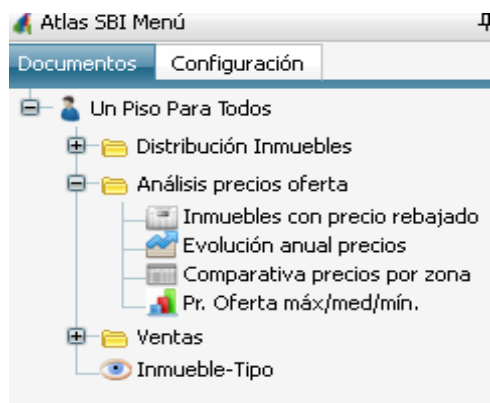 Atlas SBI Menú
Documentos Configuración
Un Piso Para Todos
Distribución Inmuebles
Análisis precios oferta
Inmuebles con precio rebajado
Evolución anual precios
Comparativa precios por zona
Pr. Oferta máx/med/mín.
Ventas
Inmueble-Tipo